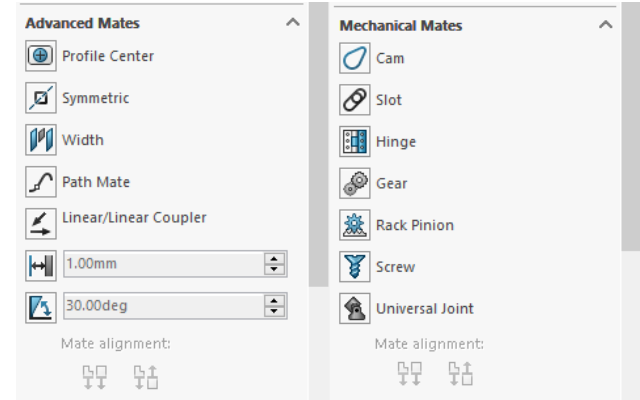 Advanced Mates
Profile Center
Symmetric
Width
Path Mate
Linear/Linear Coupler
1.00mm
30.00deg
Mate alignment:
Mechanical Mates
Cam
Slot
Hinge
Gear
Rack Pinion
Screw
Universal Joint
Mate alignment: